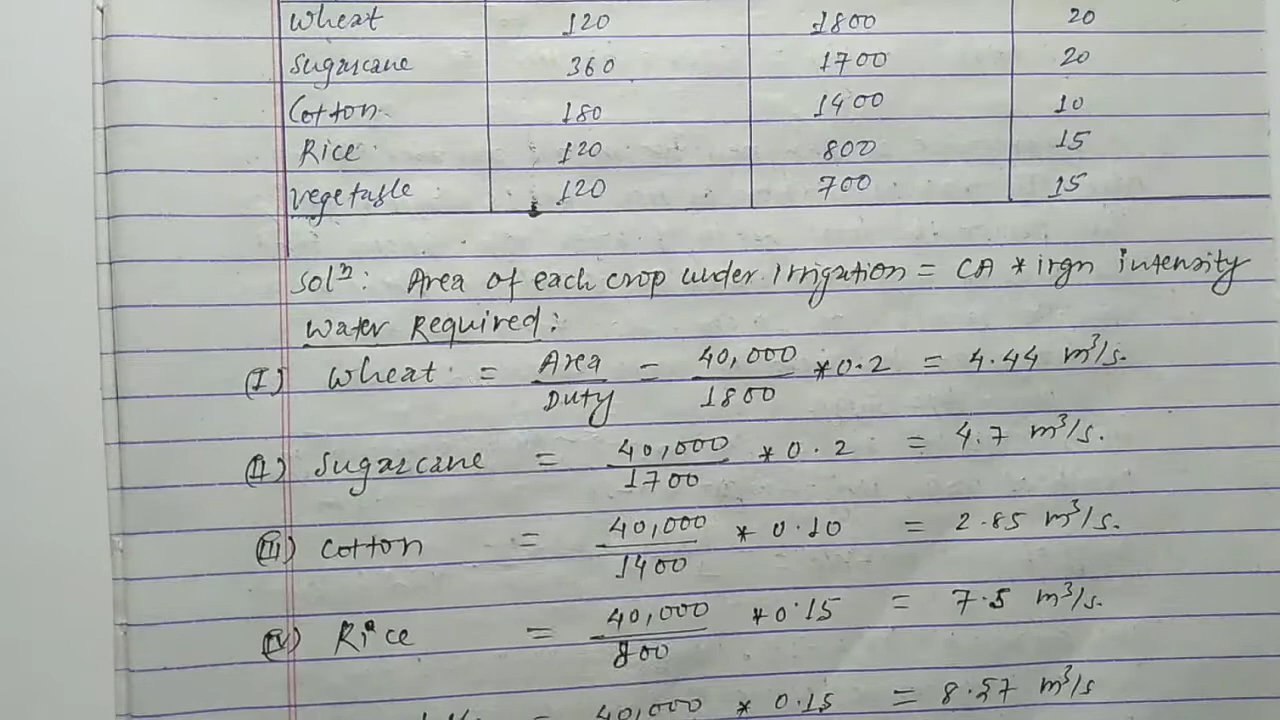 Wheat 120 1800 20
Sugarcane 360 1700 20
Cotton 180 1400 10
Rice 120 800 15
vegetable 120 700 15
Solⁿ: Area of each crop under irrigation = CA * irgn intensity
Water Required:
(I) Wheat = Area/Duty = 40,000/1800 * 0.2 = 4.44 m³/s.
(II) Sugarcane = 40,000/1700 * 0.2 = 4.7 m³/s.
(III) Cotton = 40,000/1400 * 0.10 = 2.85 m³/s.
(IV) Rice = 40,000/800 * 0.15 = 7.5 m³/s.
= 40,000 * 0.15 = 8.57 m³/s